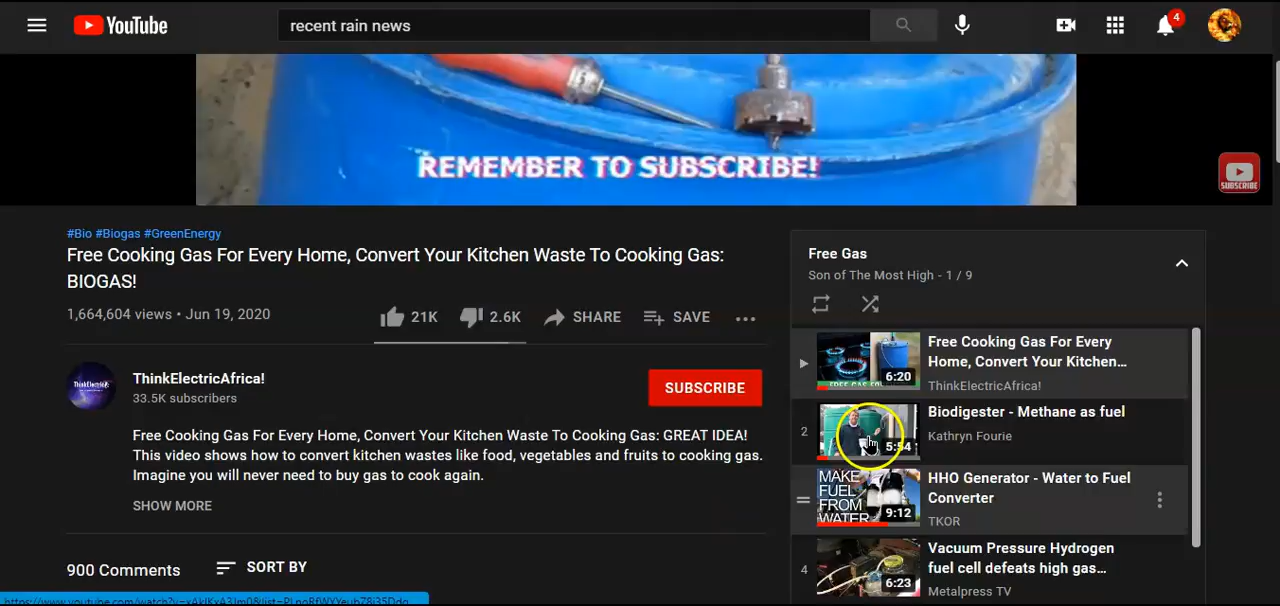 YouTube
recent rain news
4
REMEMBER TO SUBSCRIBE!
SUBSCRIBE
#Bio #Biogas #GreenEnergy
Free Cooking Gas For Every Home, Convert Your Kitchen Waste To Cooking Gas:
BIOGAS!
1,664,604 views • Jun 19, 2020
21K
2.6K
SHARE
SAVE
ThinkElectricAfrica!
ThinkElectricAfrica!
33.5K subscribers
SUBSCRIBE
Free Cooking Gas For Every Home, Convert Your Kitchen Waste To Cooking Gas: GREAT IDEA!
This video shows how to convert kitchen wastes like food, vegetables and fruits to cooking gas.
Imagine you will never need to buy gas to cook again.
SHOW MORE
900 Comments
SORT BY
Free Gas
Son of The Most High - 1 / 9
6:20
Free Cooking Gas For Every
Home, Convert Your Kitchen...
ThinkElectricAfrica!
2
5:54
Biodigester - Methane as fuel
Kathryn Fourie
MAKE
FUEL
FROM
WATER
9:12
HHO Generator - Water to Fuel
Converter
TKOR
4
6:23
Vacuum Pressure Hydrogen
fuel cell defeats high gas...
Metalpress TV